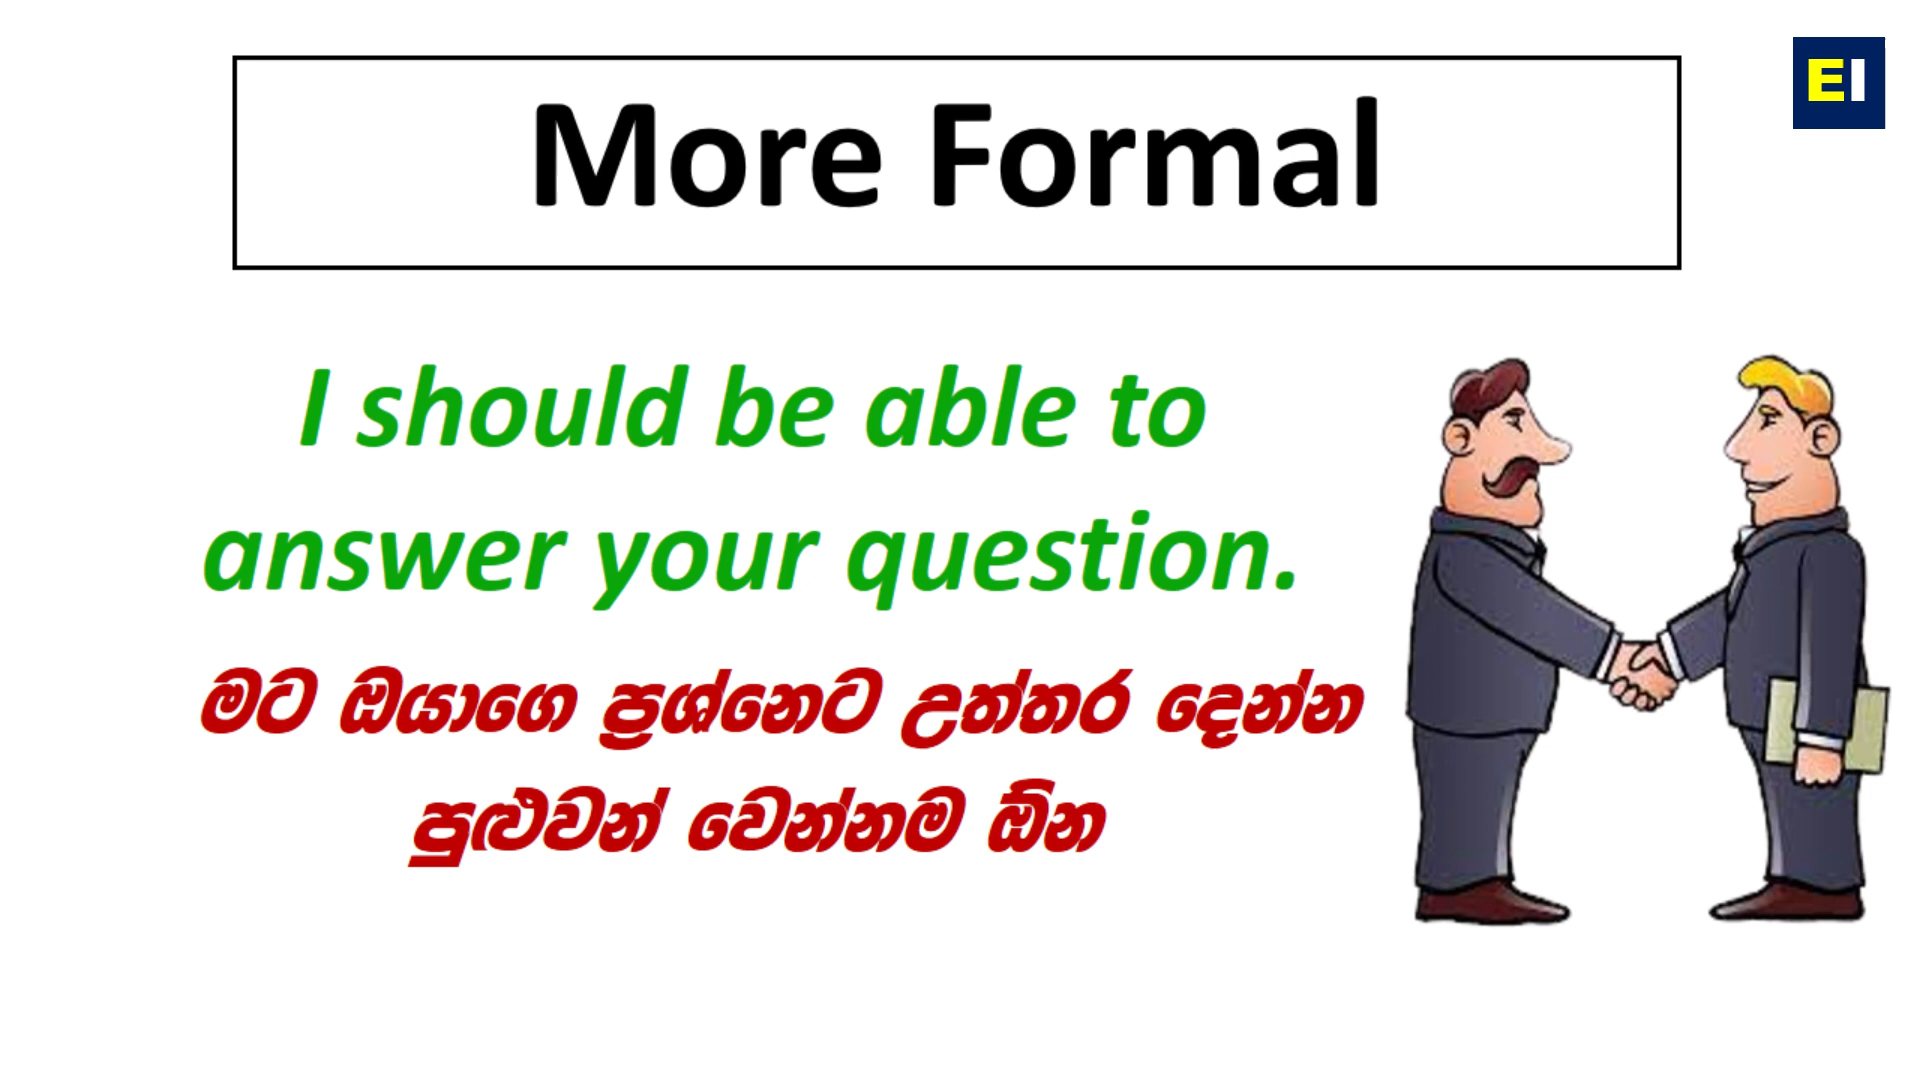 More Formal
EI
I should be able to
answer your question.
මට ඔයාගෙ ප්‍රශ්නෙට උත්තර දෙන්න
පුළුවන් වෙන්නම ඕන